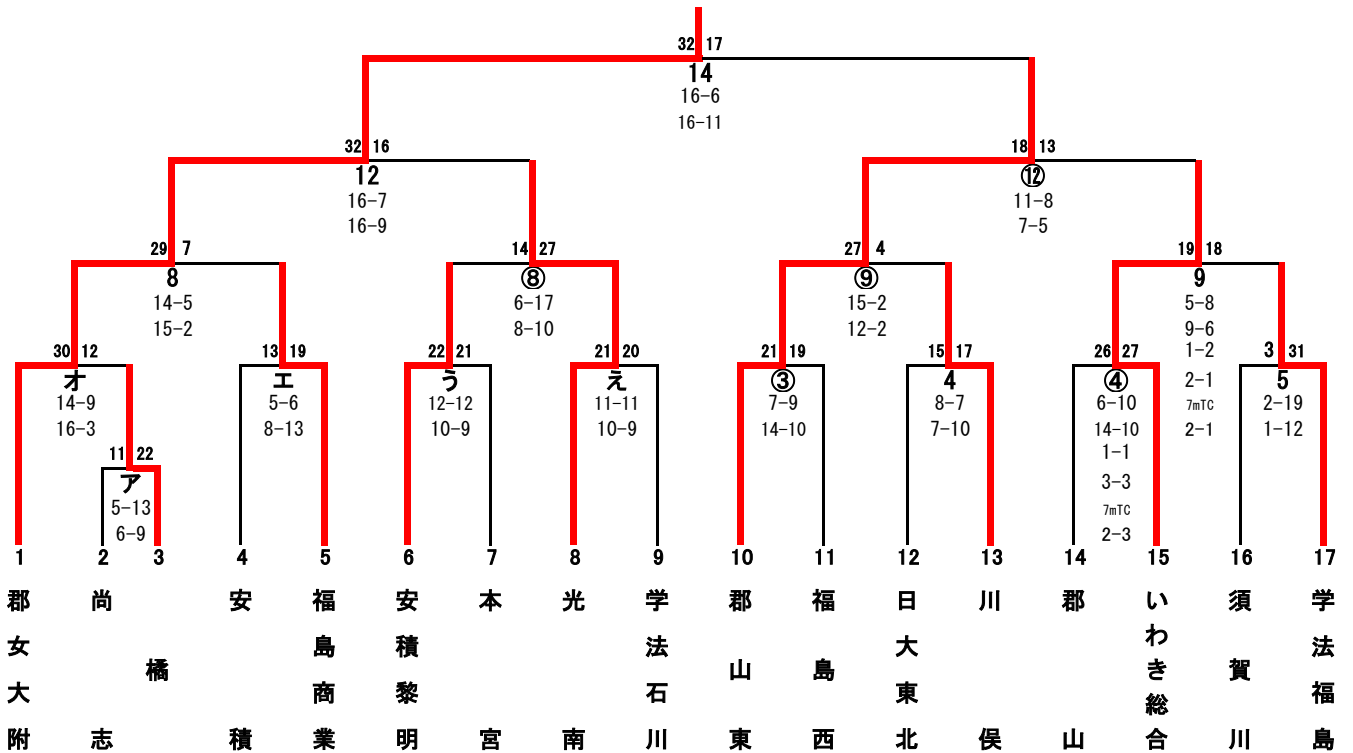 32 17
14
16-6
16-11
32 16
12
16-7
16-9
18 13
⑫
11-8
7-5
29 7
8
14-5
15-2
14 27
⑧
6-17
8-10
27 4
⑨
15-2
12-2
19 18
9
5-8
9-6
1-2
2-1
7mTC
2-1
30 12
オ
14-9
16-3
13 19
エ
5-6
8-13
22 21
う
12-12
10-9
21 20
え
11-11
10-9
21 19
③
7-9
14-10
15 17
4
8-7
7-10
26 27
④
6-10
14-10
1-1
3-3
7mTC
2-3
3 31
5
2-19
1-12
11 22
ア
5-13
6-9
1 2 3 4 5 6 7 8 9 10 11 12 13 14 15 16 17
郡女大附
尚志
橘
安積
福島商業
安積黎明
本宮
光南
学法石川
郡山東
福島西
日大東北
川俣
郡山
いわき総合
須賀川
学法福島